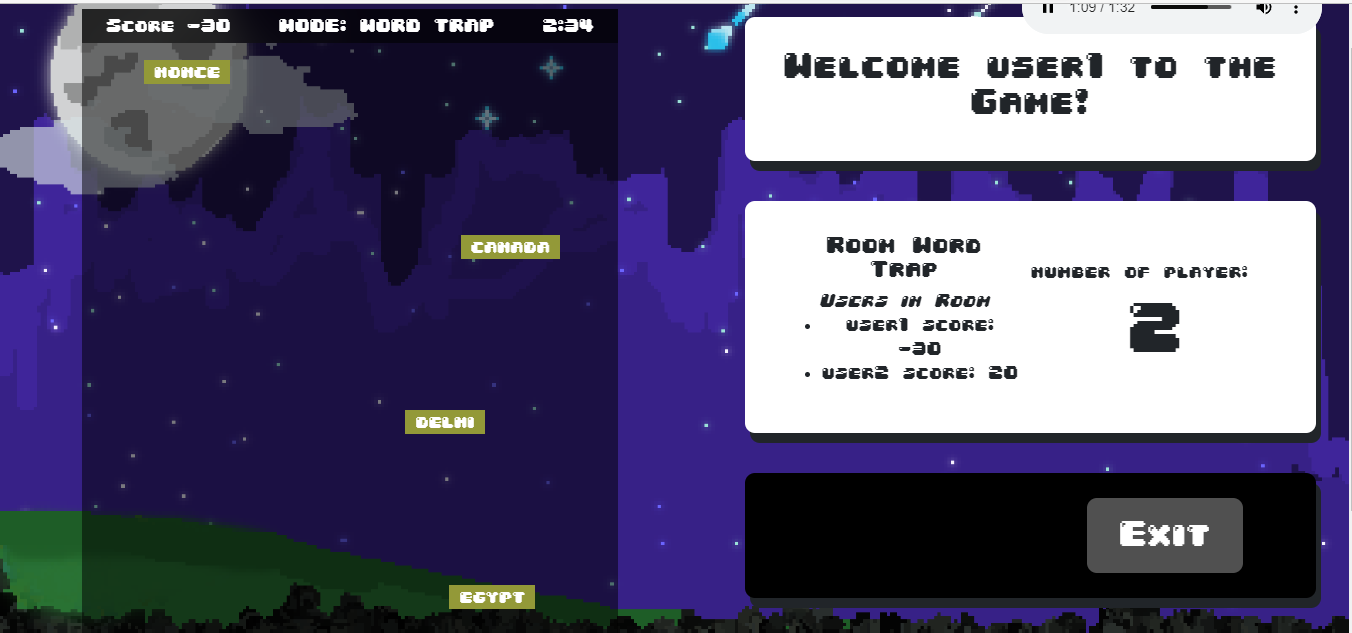 Score -30 MODE: WORD TRAP 2:34
CANADA
DELHI
EGYPT
1:09 / 1:32
Welcome user1 to the
Game!
Room Word
Trap
Users in Room
user1 score:
-30
user2 score: 20
number of player:
2
Exit